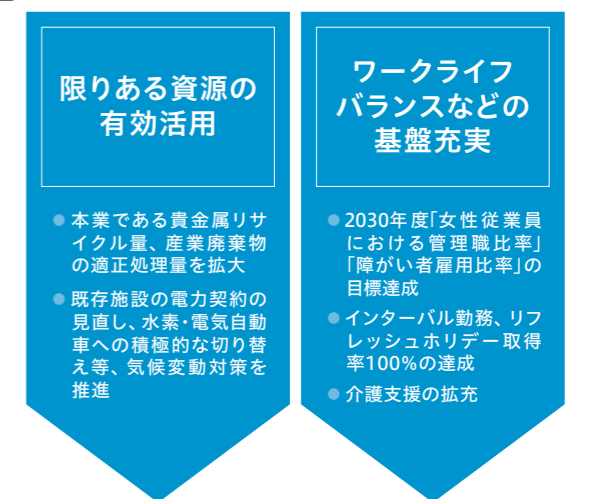 限りある資源の
有効活用
● 本業である貴金属リサ
イクル量、産業廃棄物
の適正処理量を拡大
● 既存施設の電力契約の
見直し、水素・電気自動
車への積極的な切り替
え等、気候変動対策を
推進
ワークライフ
バランスなどの
基盤充実
● 2030年度「女性従業員
における管理職比率」
「障がい者雇用比率」の
目標達成
● インターバル勤務、リフ
レッシュホリデー取得
率100％の達成
● 介護支援の拡充